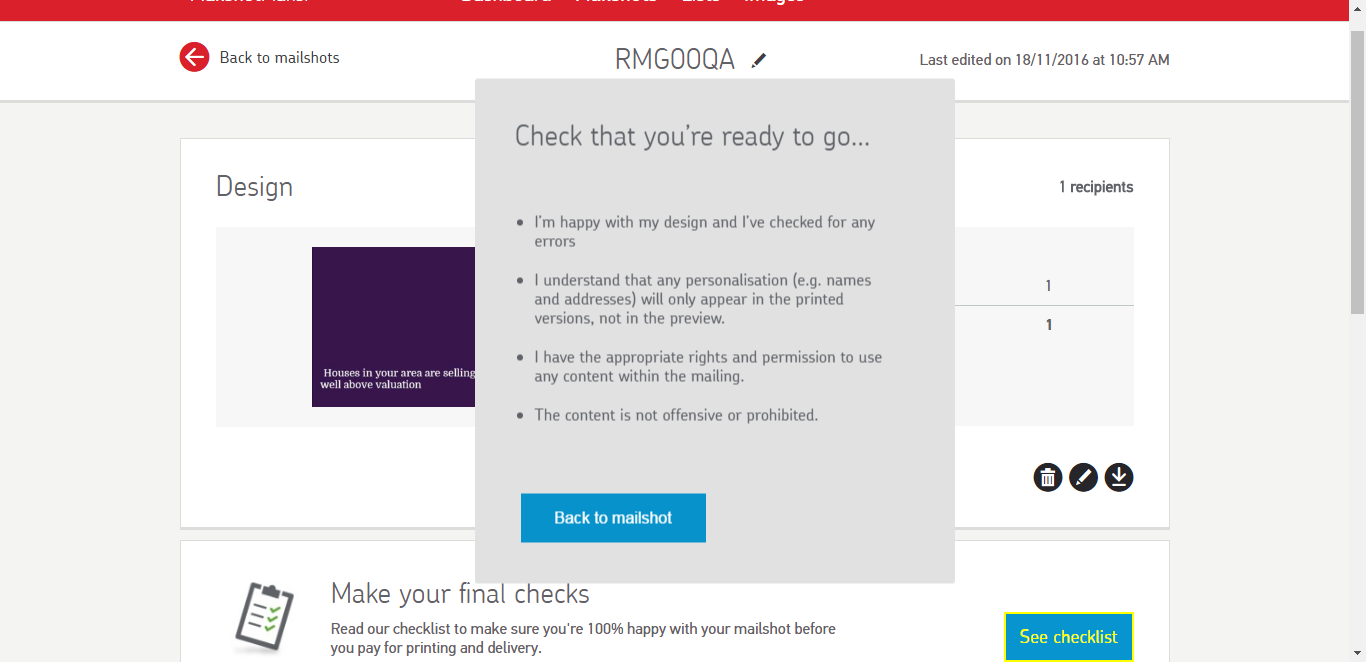 MailshotMaker Dashboard Mailshots Lists Images
Back to mailshots
RMG00QA
Last edited on 18/11/2016 at 10:57 AM
Check that you're ready to go...
Design
1 recipients
I'm happy with my design and I've checked for any
errors
I understand that any personalisation (e.g. names
and addresses) will only appear in the printed
versions, not in the preview.
1
1
I have the appropriate rights and permission to use
any content within the mailing.
Houses in your area are selling
well above valuation
The content is not offensive or prohibited.
Back to mailshot
Make your final checks
Read our checklist to make sure you're 100% happy with your mailshot before
you pay for printing and delivery.
See checklist